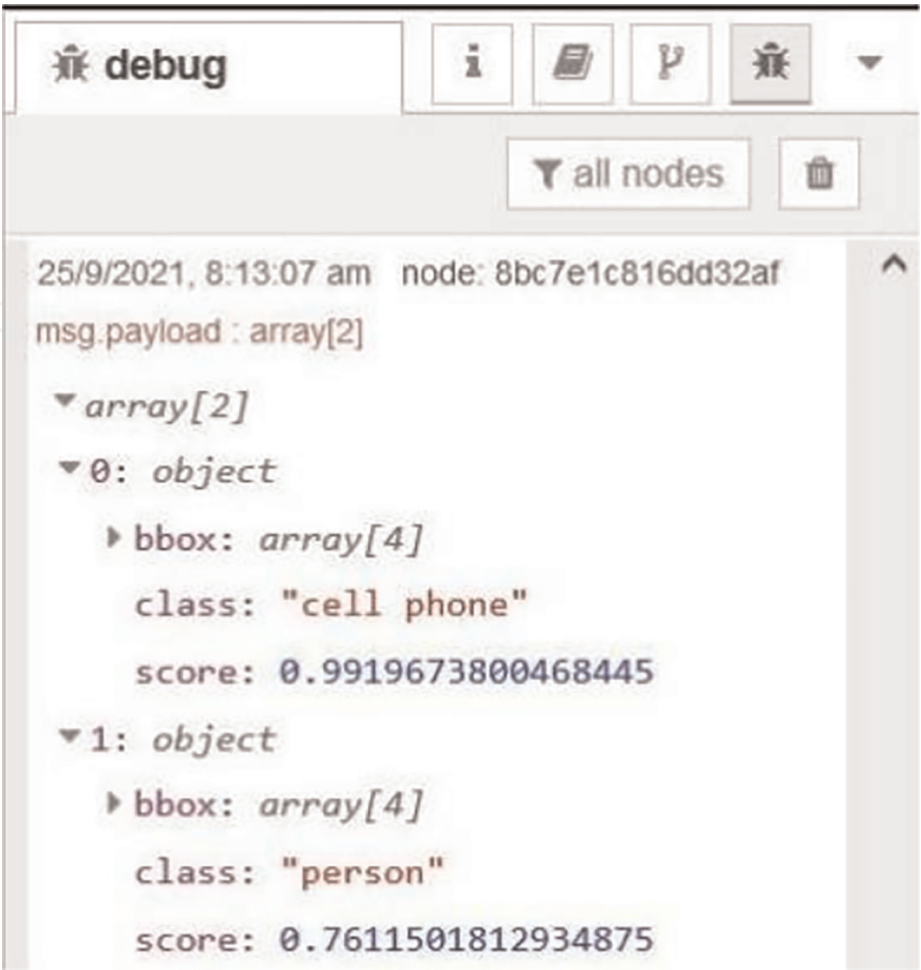 debug
all nodes
25/9/2021, 8:13:07 am node: 8bc7e1c816dd32af
msg.payload : array[2]
array[2]
0: object
bbox: array[4]
class: "cell phone"
score: 0.9919673800468445
1: object
bbox: array[4]
class: "person"
score: 0.7611501812934875